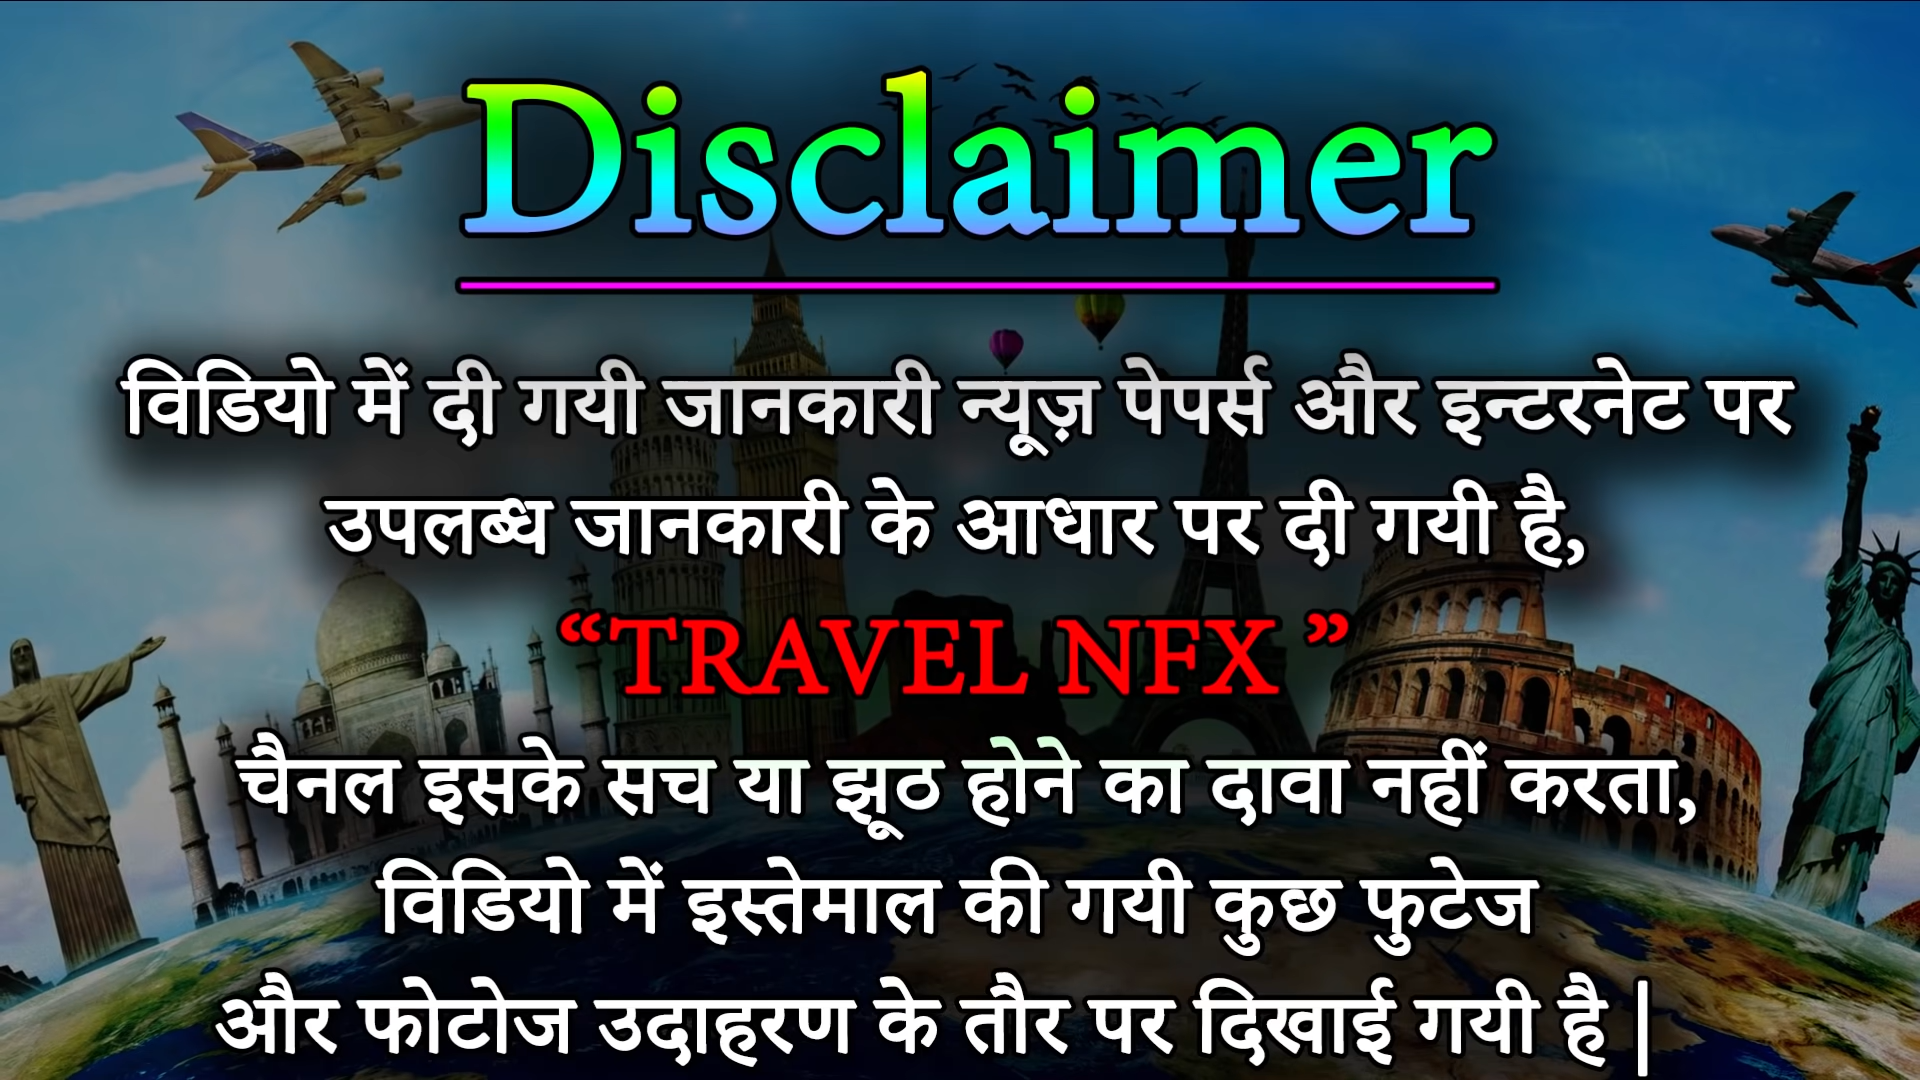 Disclaimer
विडियो में दी गयी जानकारी न्यूज़ पेपर्स और इन्टरनेट पर
उपलब्ध जानकारी के आधार पर दी गयी है,
“TRAVEL NFX ”
चैनल इसके सच या झूठ होने का दावा नहीं करता,
विडियो में इस्तेमाल की गयी कुछ फुटेज
और फोटोज उदाहरण के तौर पर दिखाई गयी है |